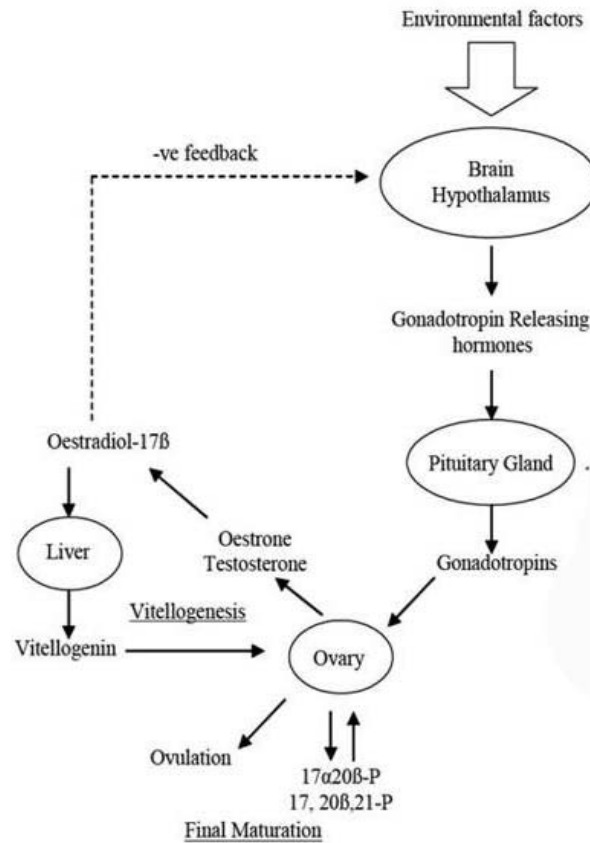 Environmental factors
-ve feedback
Brain
Hypothalamus
Gonadotropin Releasing
hormones
Oestradiol-17ß
Pituitary Gland
Liver
Oestrone
Testosterone
Gonadotropins
Vitellogenesis
Vitellogenin
Ovary
Ovulation
17α20ß-P
17, 20ß,21-P
Final Maturation